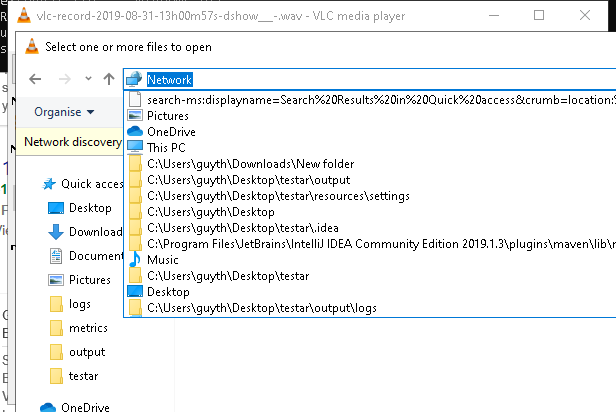 vlc-record-2019-08-31-13h00m57s-dshow___-.wav - VLC media player
Select one or more files to open
Network
Organise
search-ms:displayname=Search%20Results%20in%20Quick%20access&crumb=location:
Pictures
OneDrive
This PC
C:\Users\guyth\Downloads\New folder
C:\Users\guyth\Desktop\testar\output
C:\Users\guyth\Desktop\testar\resources\settings
C:\Users\guyth\Desktop
C:\Users\guyth\Desktop\testar\.idea
C:\Program Files\JetBrains\IntelliJ IDEA Community Edition 2019.1.3\plugins\maven\lib\
Music
C:\Users\guyth\Desktop\testar
Desktop
C:\Users\guyth\Desktop\testar\output\logs
Network discovery
Quick access
Desktop
Download
Document
Pictures
logs
metrics
output
testar
OneDrive